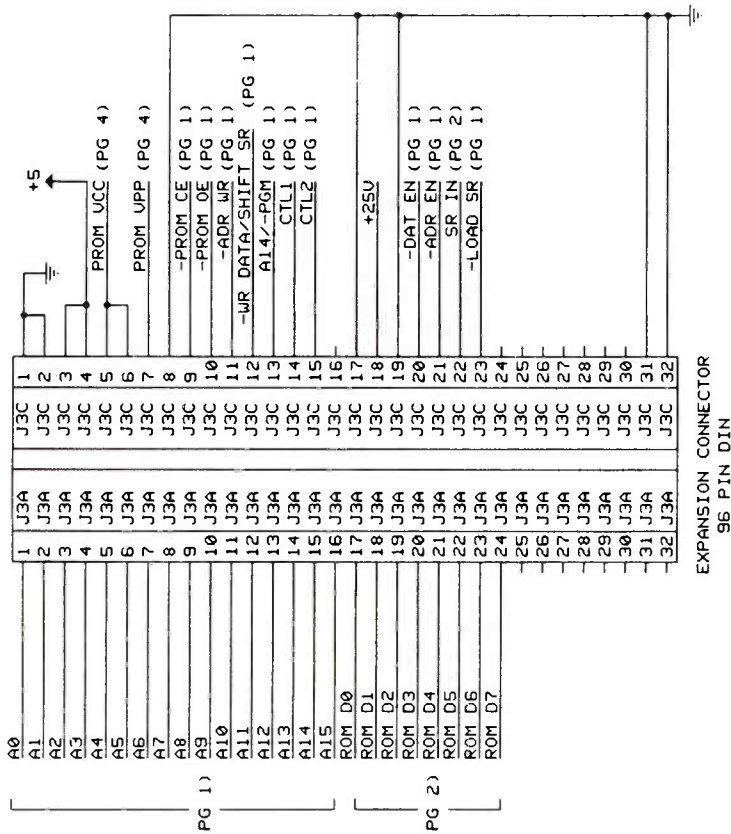 +5
A0 1 J3A J3C 1
A1 2 J3A J3C 2
A2 3 J3A J3C 3
A3 4 J3A J3C 4
A4 5 J3A J3C 5 PROM VCC (PG 4)
A5 6 J3A J3C 6
A6 7 J3A J3C 7 PROM VPP (PG 4)
A7 8 J3A J3C 8
A8 9 J3A J3C 9 -PROM CE (PG 1)
PG 1)
A9 10 J3A J3C 10 -PROM OE (PG 1)
A10 11 J3A J3C 11 -ADR WR (PG 1)
A11 12 J3A J3C 12 -WR DATA/SHIFT SR (PG 1)
A12 13 J3A J3C 13 A14/-PGM (PG 1)
A13 14 J3A J3C 14 CTL1 (PG 1)
A14 15 J3A J3C 15 CTL2 (PG 1)
A15 16 J3A J3C 16
ROM D0 17 J3A J3C 17
ROM D1 18 J3A J3C 18 +25V
ROM D2 19 J3A J3C 19
ROM D3 20 J3A J3C 20 -DAT EN (PG 1)
PG 2)
ROM D4 21 J3A J3C 21 -ADR EN (PG 1)
ROM D5 22 J3A J3C 22 SR IN (PG 2)
ROM D6 23 J3A J3C 23 -LOAD SR (PG 1)
ROM D7 24 J3A J3C 24
25 J3A J3C 25
26 J3A J3C 26
27 J3A J3C 27
28 J3A J3C 28
29 J3A J3C 29
30 J3A J3C 30
31 J3A J3C 31
32 J3A J3C 32
EXPANSION CONNECTOR
96 PIN DIN